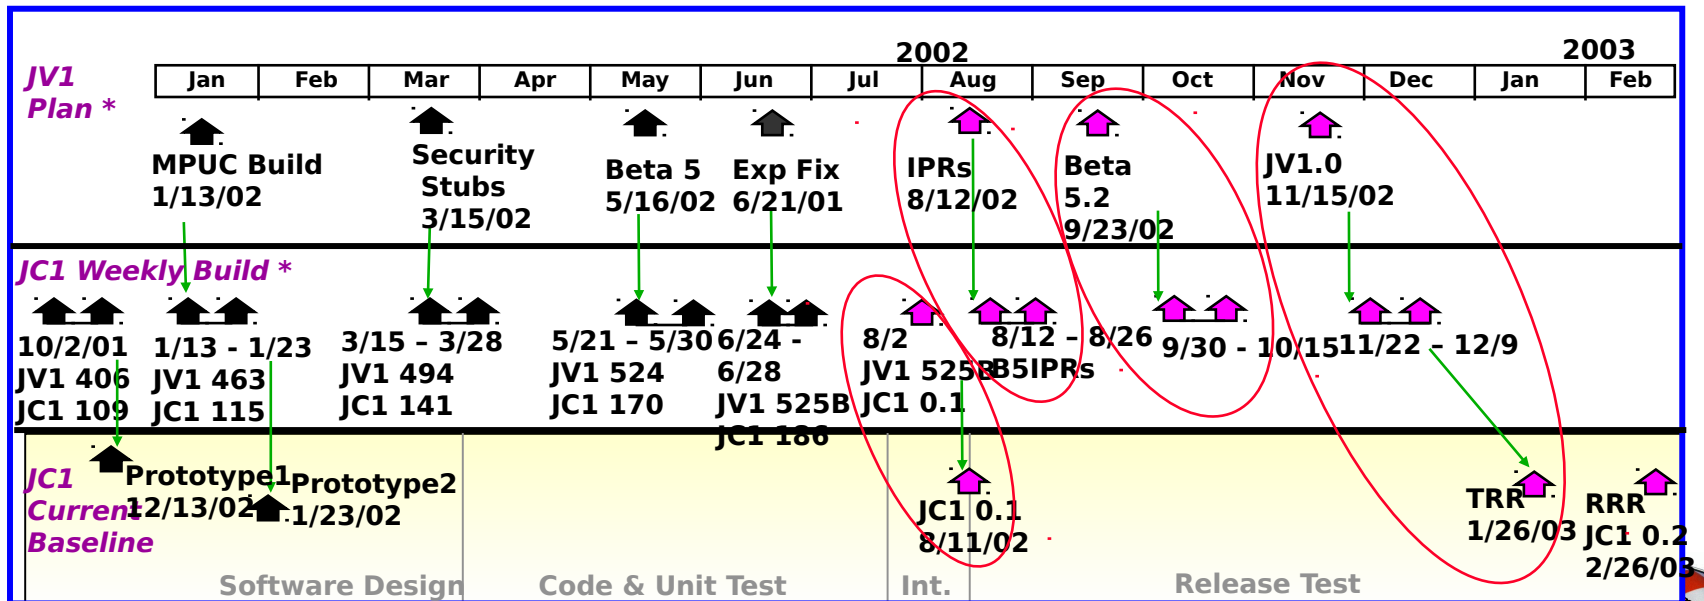 2002
2003
JV1
Plan *
Jan Feb Mar Apr May Jun Jul Aug Sep Oct Nov Dec Jan Feb
MPUC Build
1/13/02
Security
Stubs
3/15/02
Beta 5
5/16/02
Exp Fix
6/21/01
IPRs
8/12/02
Beta
5.2
9/23/02
JV1.0
11/15/02
JC1 Weekly Build *
10/2/01
JV1 406
JC1 109
1/13 - 1/23
JV1 463
JC1 115
3/15 – 3/28
JV1 494
JC1 141
5/21 – 5/30
JV1 524
JC1 170
6/24 -
6/28
JV1 525B
JC1 186
8/2
JV1 525B
JC1 0.1
8/12 – 8/26
B5IPRs
9/30 - 10/15
11/22 – 12/9
JC1
Current
Baseline
Prototype1
12/13/02
Prototype2
1/23/02
JC1 0.1
8/11/02
TRR
1/26/03
RRR
JC1 0.2
2/26/03
Software Design
Code & Unit Test
Int.
Release Test